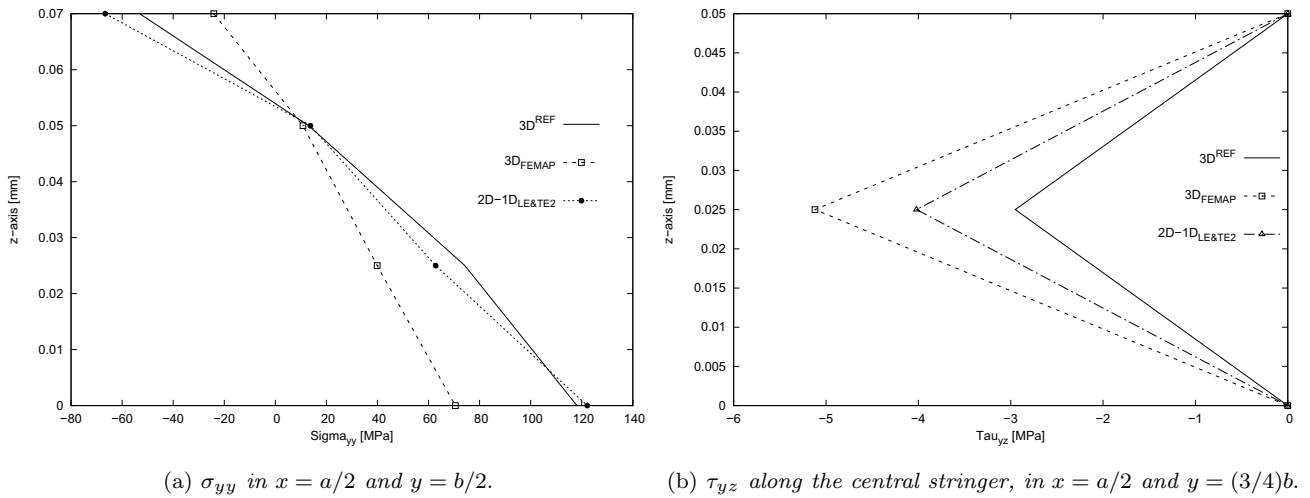 0.07
0.06
0.05
0.04
0.03
0.02
0.01
0
z−axis [mm]
−80 −60 −40 −20 0 20 40 60 80 100 120 140
Sigmayy [MPa]
3D^REF
3D_FEMAP
2D−1D_LE&TE2
(a) σyy in x = a/2 and y = b/2.
0.05
0.045
0.04
0.035
0.03
0.025
0.02
0.015
0.01
0.005
0
z−axis [mm]
−6 −5 −4 −3 −2 −1 0
Tauyz [MPa]
3D^REF
3D_FEMAP
2D−1D_LE&TE2
(b) τyz along the central stringer, in x = a/2 and y = (3/4)b.